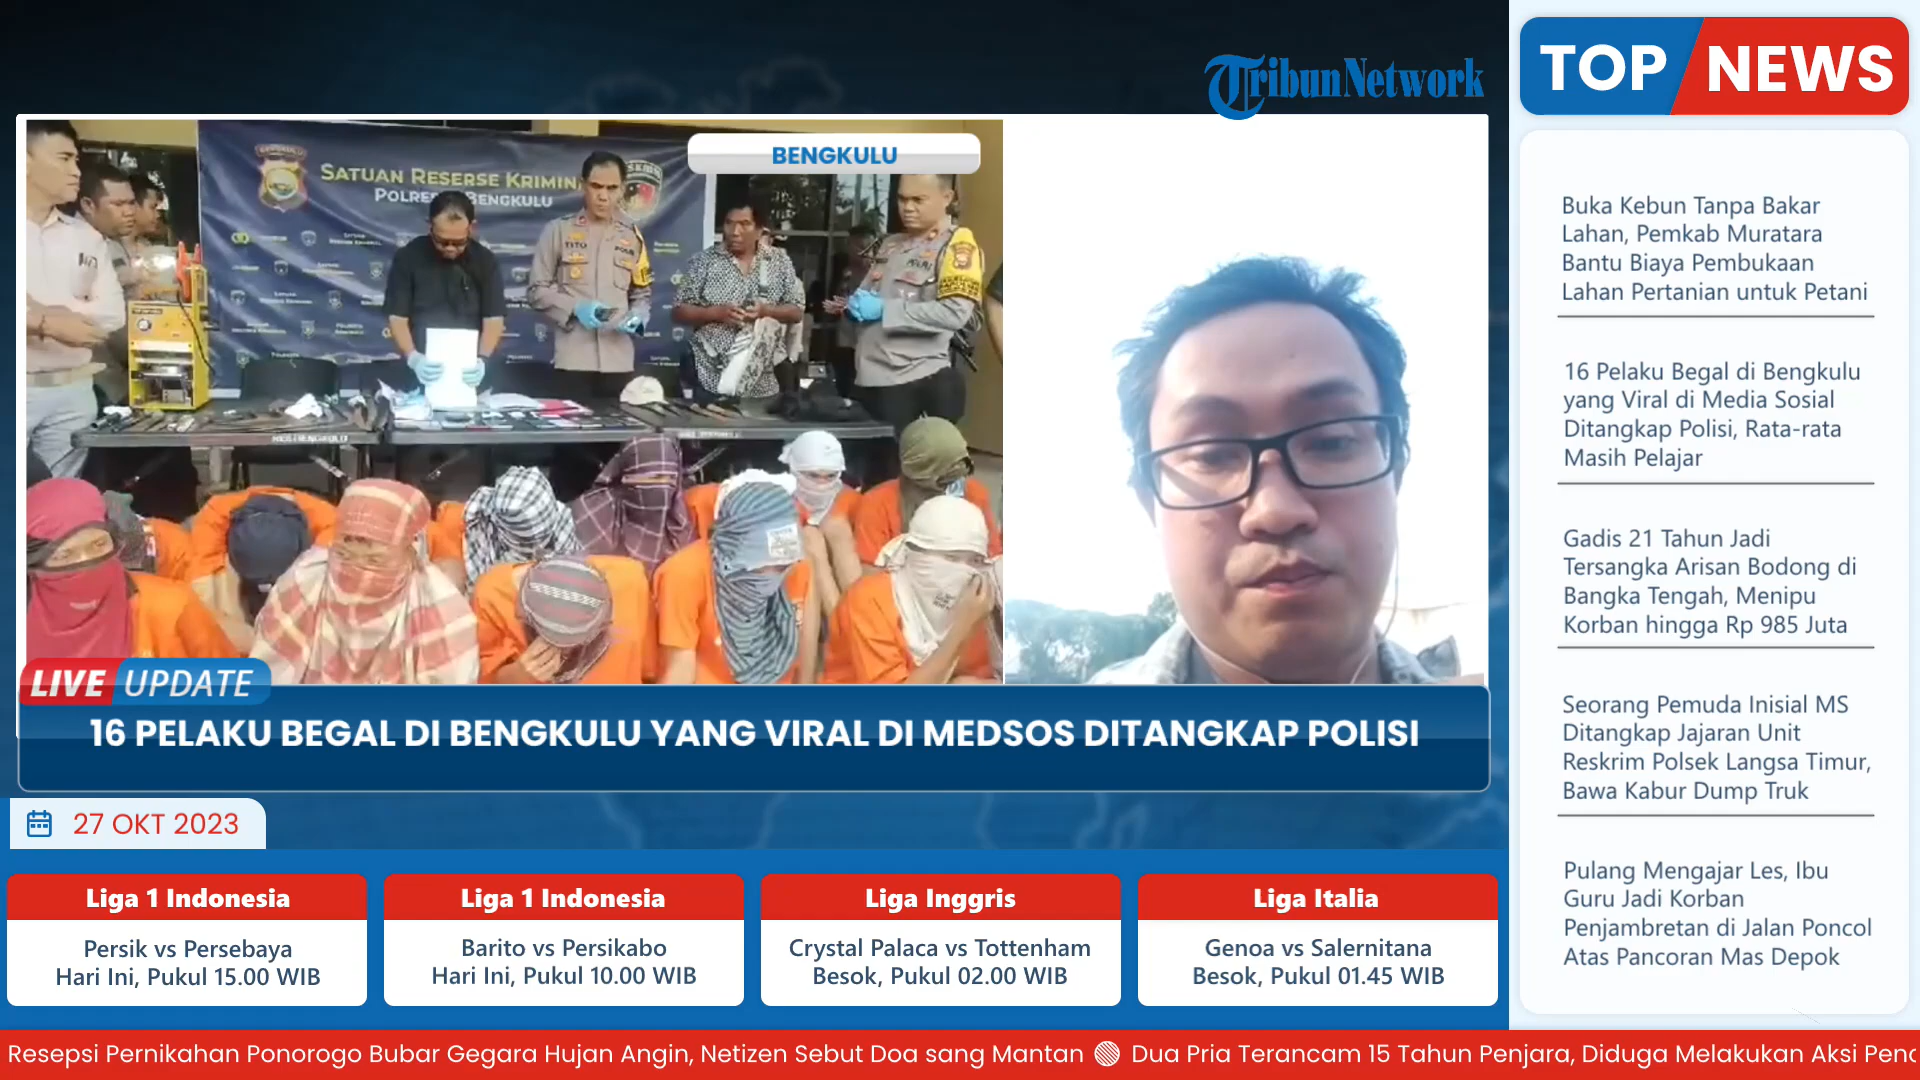 TribunNetwork
TOP NEWS
BENGKULU
SATUAN RESERSE KRIMIN
POLRES BENGKULU
TITO
Buka Kebun Tanpa Bakar
Lahan, Pemkab Muratara
Bantu Biaya Pembukaan
Lahan Pertanian untuk Petani
16 Pelaku Begal di Bengkulu
yang Viral di Media Sosial
Ditangkap Polisi, Rata-rata
Masih Pelajar
Gadis 21 Tahun Jadi
Tersangka Arisan Bodong di
Bangka Tengah, Menipu
Korban hingga Rp 985 Juta
Seorang Pemuda Inisial MS
Ditangkap Jajaran Unit
Reskrim Polsek Langsa Timur,
Bawa Kabur Dump Truk
Pulang Mengajar Les, Ibu
Guru Jadi Korban
Penjambretan di Jalan Poncol
Atas Pancoran Mas Depok
LIVE UPDATE
16 PELAKU BEGAL DI BENGKULU YANG VIRAL DI MEDSOS DITANGKAP POLISI
27 OKT 2023
Liga 1 Indonesia
Persik vs Persebaya
Hari Ini, Pukul 15.00 WIB
Liga 1 Indonesia
Barito vs Persikabo
Hari Ini, Pukul 10.00 WIB
Liga Inggris
Crystal Palaca vs Tottenham
Besok, Pukul 02.00 WIB
Liga Italia
Genoa vs Salernitana
Besok, Pukul 01.45 WIB
Resepsi Pernikahan Ponorogo Bubar Gegara Hujan Angin, Netizen Sebut Doa sang Mantan
Dua Pria Terancam 15 Tahun Penjara, Diduga Melakukan Aksi Penc